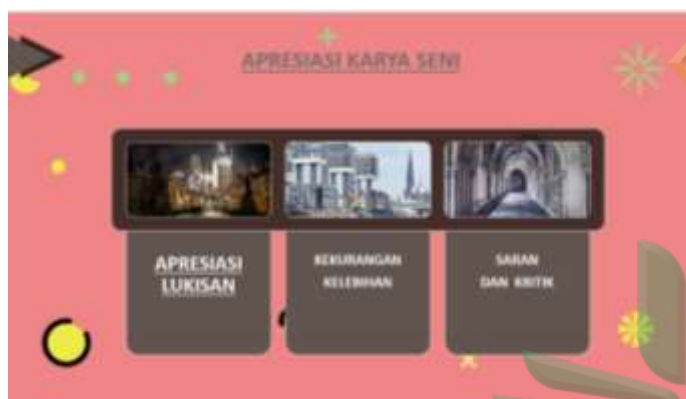 APRESIASI KARYA SENI
APRESIASI
LUKISAN
KEKURANGAN
KELEBIHAN
SARAN
DAN KRITIK